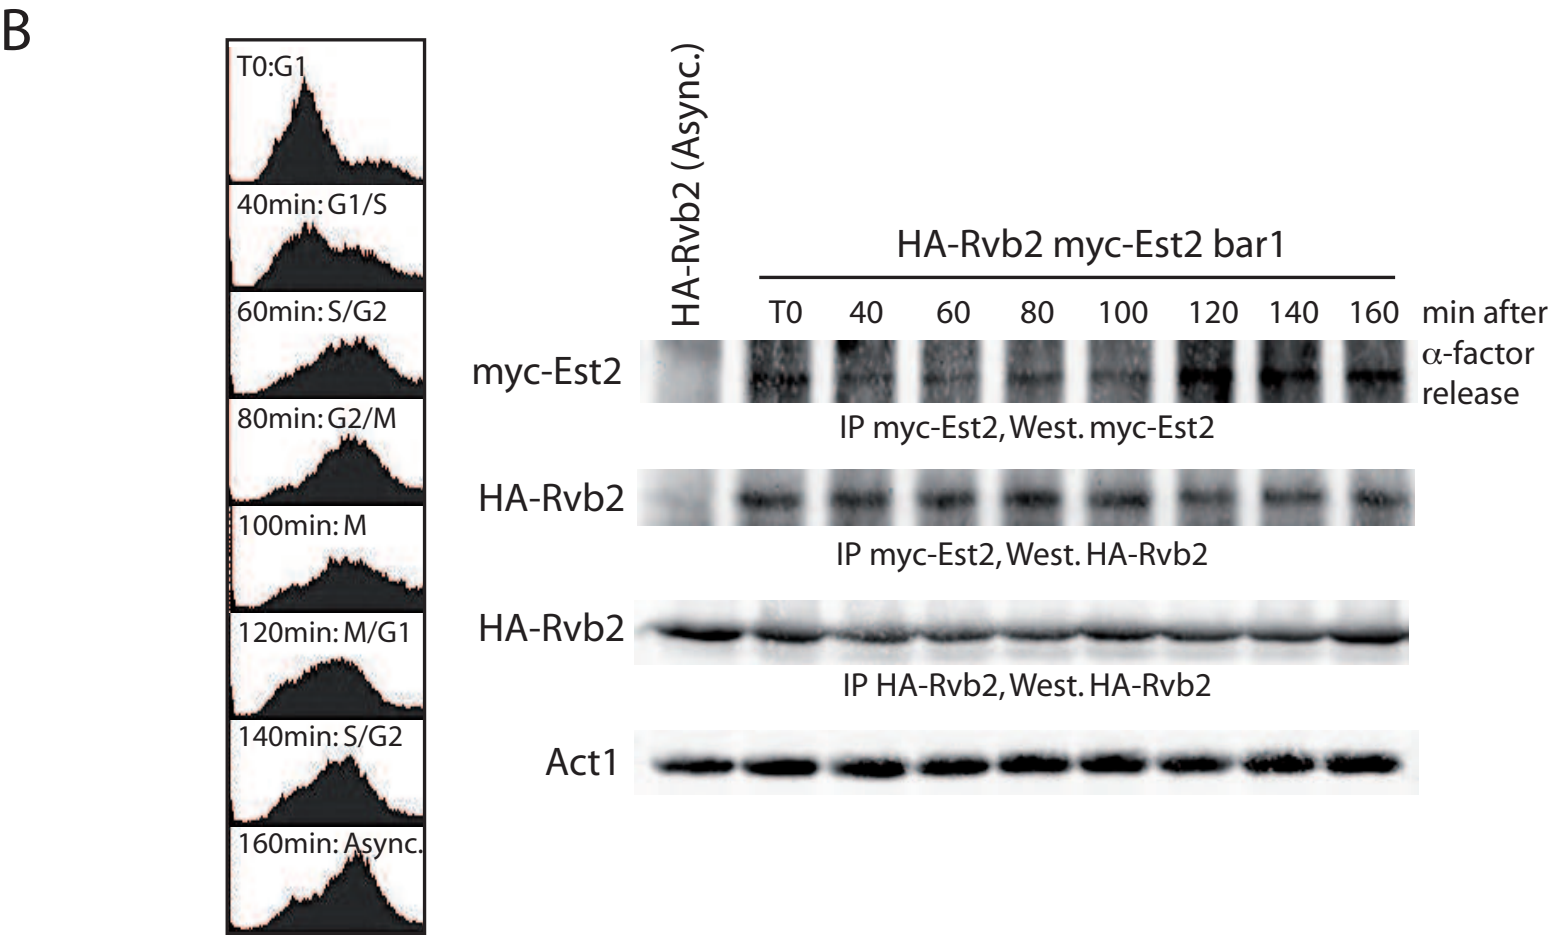 B
T0:G1
40min: G1/S
60min: S/G2
80min: G2/M
100min: M
120min: M/G1
140min: S/G2
160min: Async.
HA-Rvb2 (Async.)
HA-Rvb2 myc-Est2 bar1
T0 40 60 80 100 120 140 160 min after
α-factor
release
myc-Est2
IP myc-Est2, West. myc-Est2
HA-Rvb2
IP myc-Est2, West. HA-Rvb2
HA-Rvb2
IP HA-Rvb2, West. HA-Rvb2
Act1